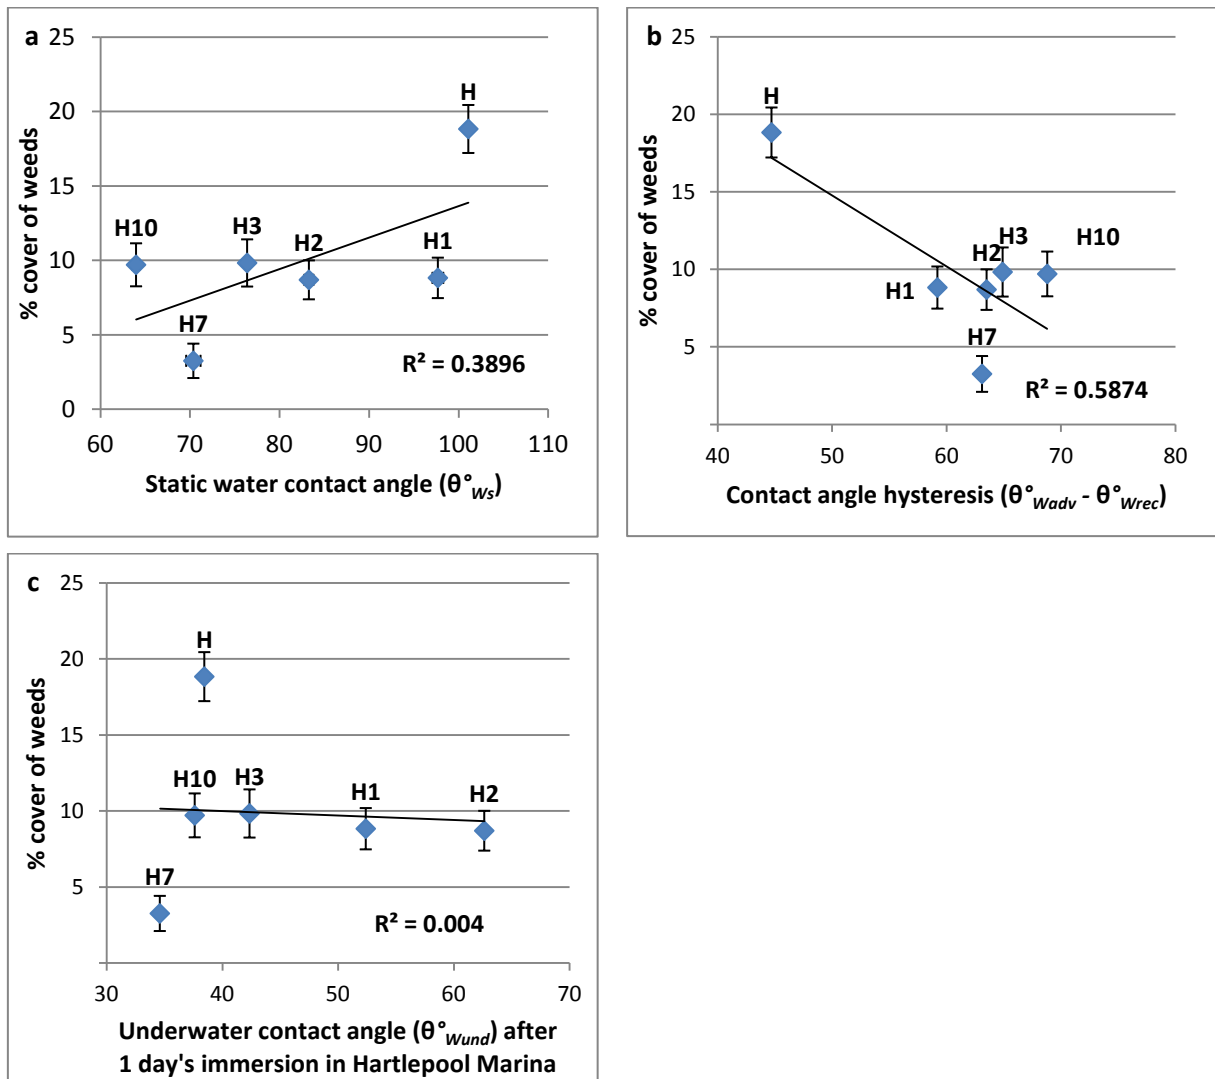 a
25
20
15
10
5
0
% cover of weeds
H
H10
H3
H2
H1
H7
R² = 0.3896
60 70 80 90 100 110
Static water contact angle (θ°Ws)
b
25
20
15
10
5
% cover of weeds
H
H3
H10
H2
H1
H7
R² = 0.5874
40 50 60 70 80
Contact angle hysteresis (θ°Wadv - θ°Wrec)
c
25
20
15
10
5
% cover of weeds
H
H10
H3
H1
H2
H7
R² = 0.004
30 40 50 60 70
Underwater contact angle (θ°Wund) after
1 day's immersion in Hartlepool Marina